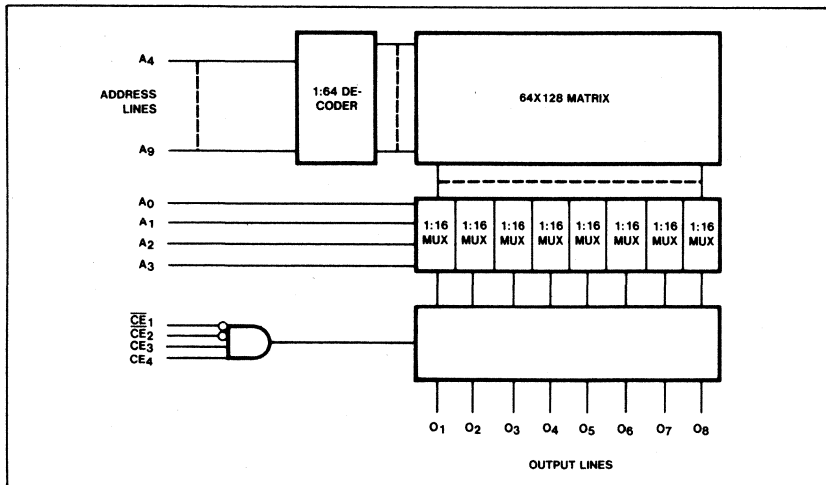 A4
ADDRESS
LINES
A9
1:64 DE-
CODER
64X128 MATRIX
A0
A1
A2
A3
1:16 1:16 1:16 1:16 1:16 1:16 1:16 1:16
MUX MUX MUX MUX MUX MUX MUX MUX
C̅E̅1
C̅E̅2
CE3
CE4
O1 O2 O3 O4 O5 O6 O7 O8
OUTPUT LINES